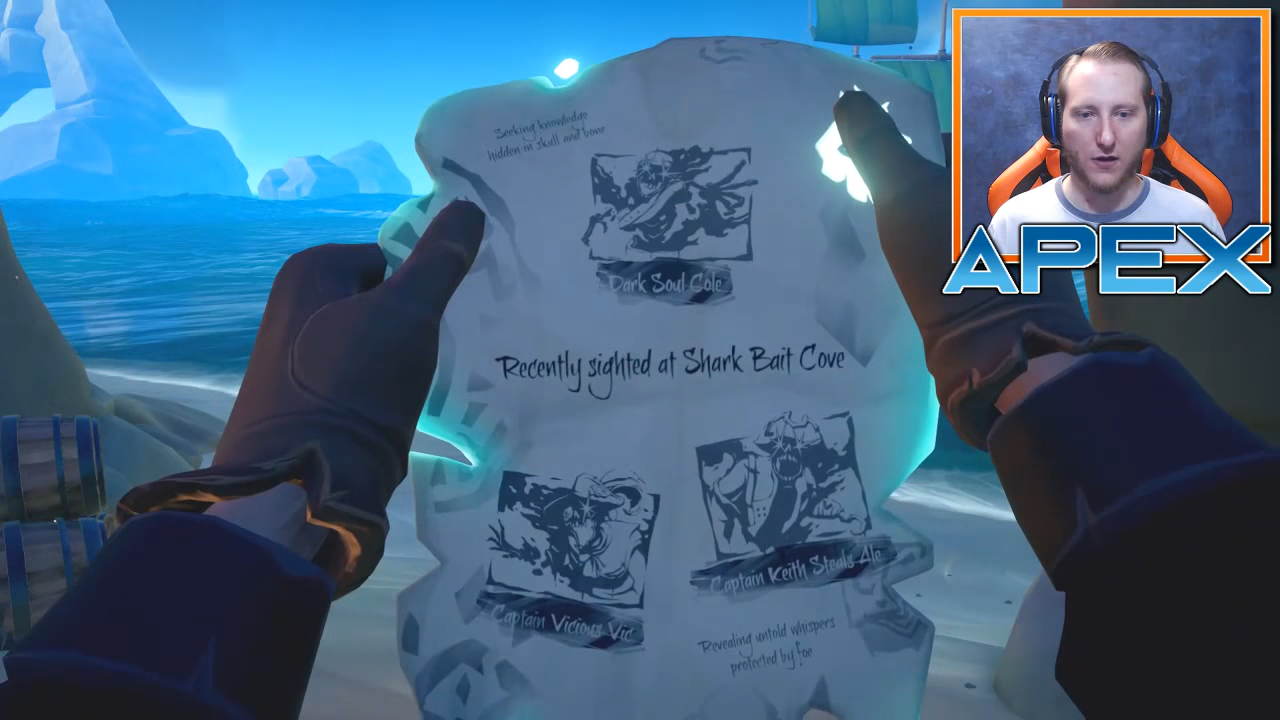 Seeking knowledge
hidden in skull and bone
Dark Soul Cole
Recently sighted at Shark Bait Cove
Captain Vicious Vic
Captain Keith Steals Ale
Revealing untold whispers
protected by foe
APEX